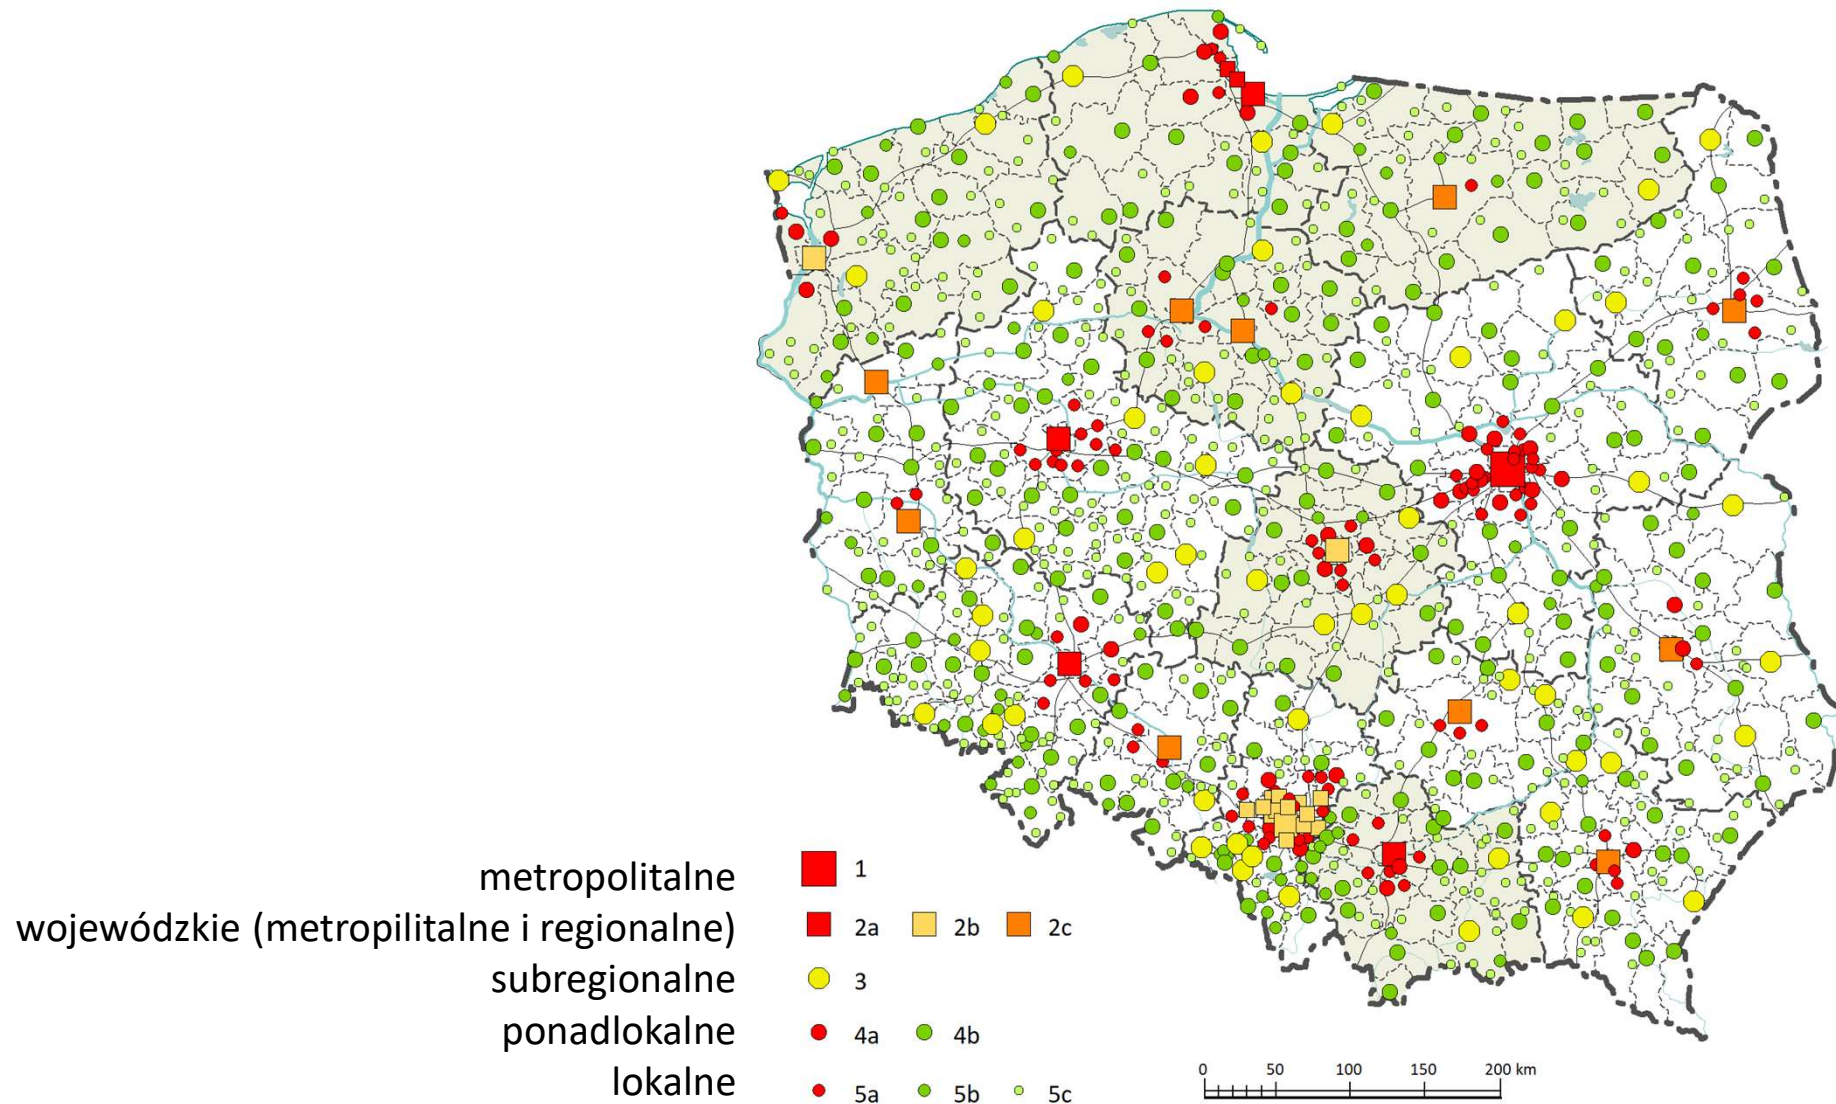 metropolitalne 1
wojewódzkie (metropilitalne i regionalne) 2a 2b 2c
subregionalne 3
ponadlokalne 4a 4b
lokalne 5a 5b 5c
0 50 100 150 200 km